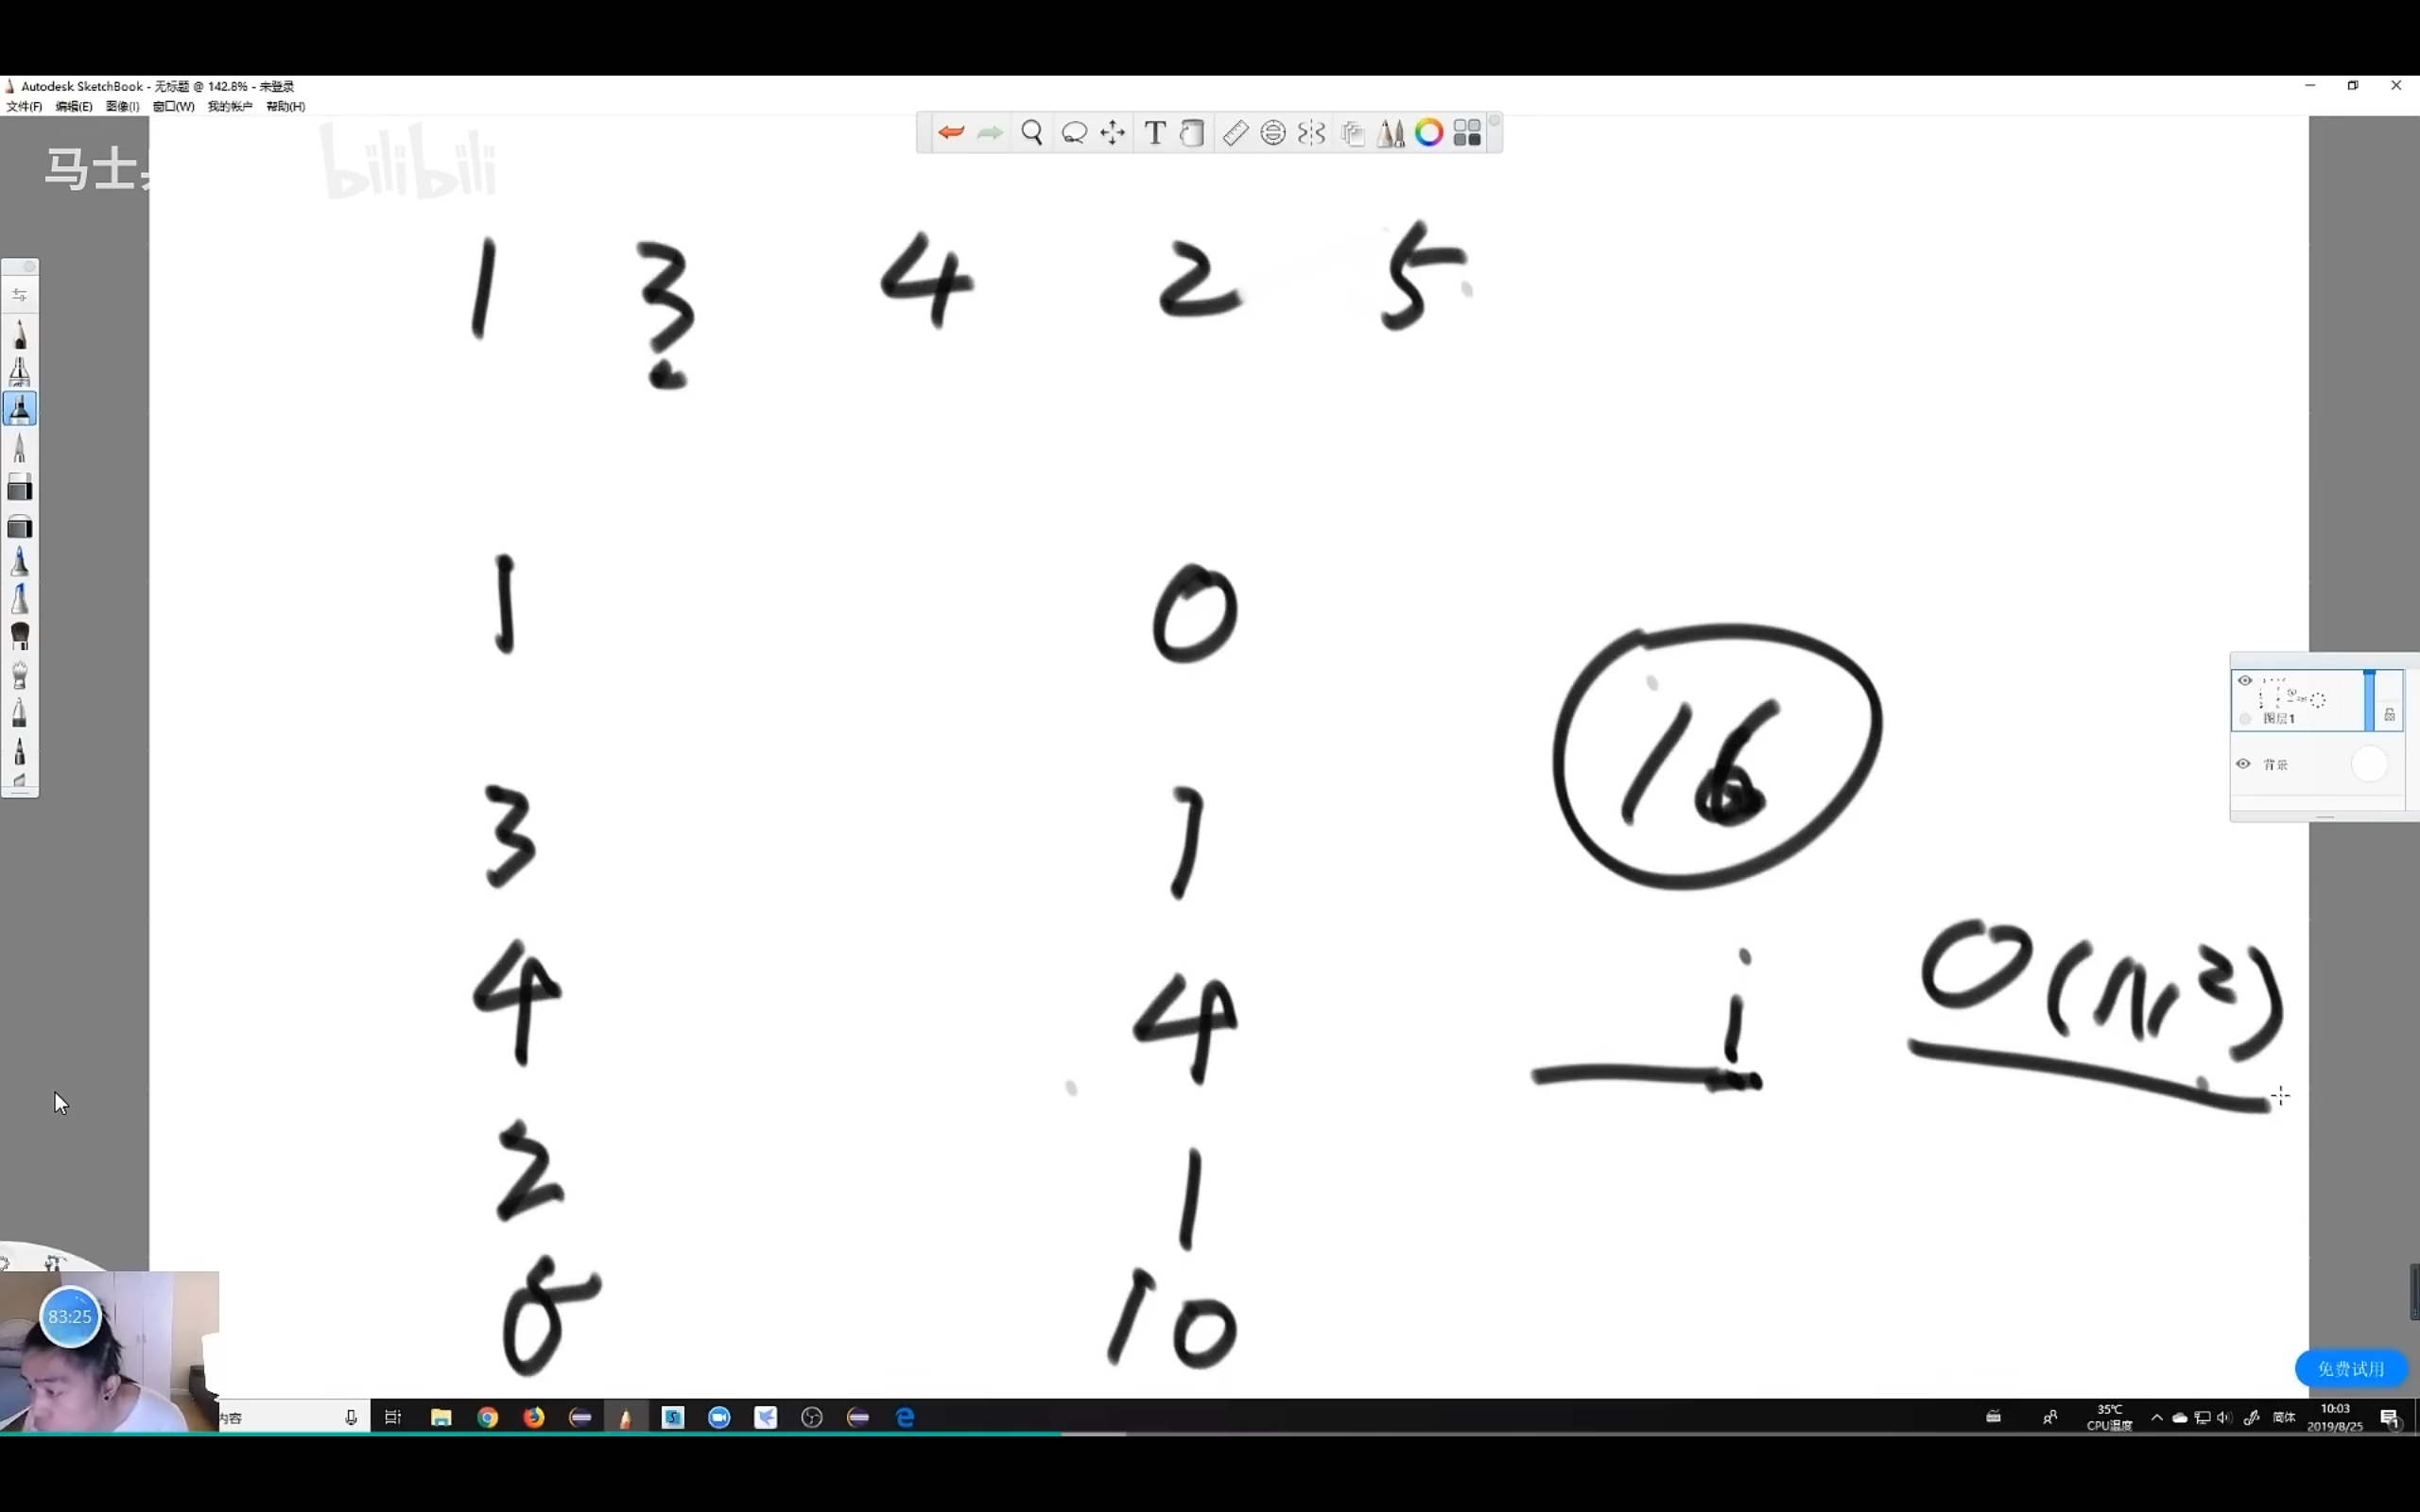 Autodesk SketchBook - 无标题 @ 142.8% - 未登录
文件(F) 编辑(E) 图像(I) 窗口(W) 我的帐户 帮助(H)
马士
bilibili
1 3 4 2 5
1 0
16
3 1
i O(N²)
4 4
2 1
5 10
图层1
背景
83:25
免费试用
内容
35℃
CPU温度
简体
10:03
2019/8/25
1